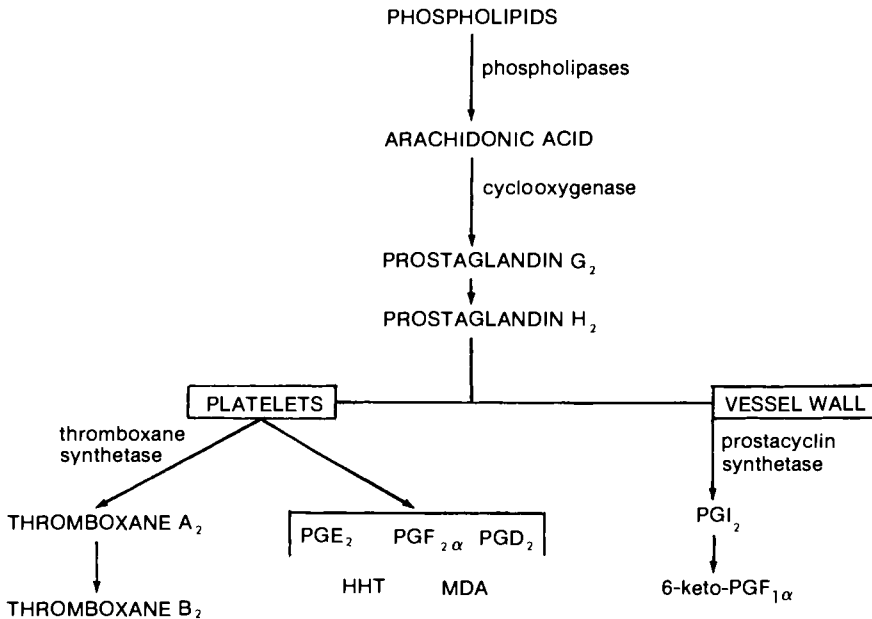 PHOSPHOLIPIDS
phospholipases
ARACHIDONIC ACID
cyclooxygenase
PROSTAGLANDIN G₂
PROSTAGLANDIN H₂
PLATELETS
VESSEL WALL
thromboxane
synthetase
prostacyclin
synthetase
THROMBOXANE A₂
PGE₂ PGF₂α PGD₂
PGI₂
HHT MDA
6-keto-PGF₁α
THROMBOXANE B₂